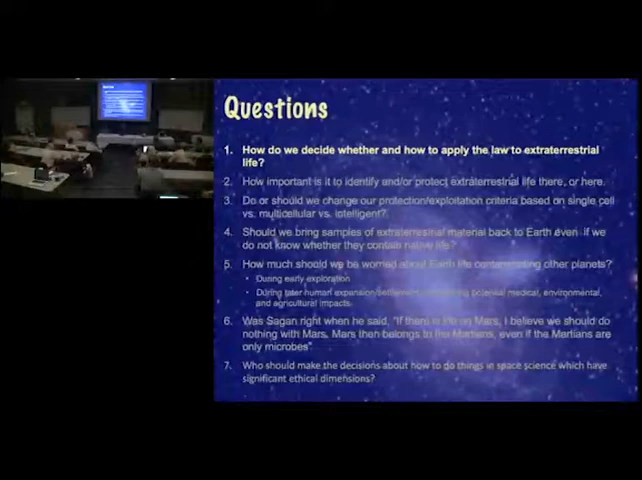 Questions
1. How do we decide whether and how to apply the law to extraterrestrial
life?
2. How important is it to identify and/or protect extraterrestrial life there, or here.
3. Do or should we change our protection/exploitation criteria based on single cell
vs. multicellular vs. intelligent?
4. Should we bring samples of extraterrestrial material back to Earth even if we
do not know whether they contain native life?
5. How much should we be worried about Earth life contaminating other planets?
• During early exploration
• During later human expansion/settlement potential medical, environmental,
and agricultural impacts.
6. Was Sagan right when he said, "If there is life on Mars, I believe we should do
nothing with Mars. Mars then belongs to the Martians, even if the Martians are
only microbes"
7. Who should make the decisions about how to do things in space science which have
significant ethical dimensions?